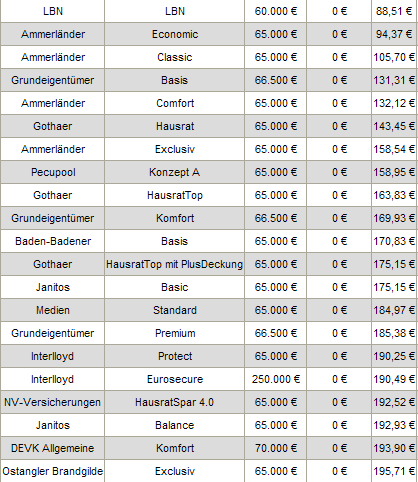 LBN LBN 60.000 € 0 € 88,51 €
Ammerländer Economic 65.000 € 0 € 94,37 €
Ammerländer Classic 65.000 € 0 € 105,70 €
Grundeigentümer Basis 66.500 € 0 € 131,31 €
Ammerländer Comfort 65.000 € 0 € 132,12 €
Gothaer Hausrat 65.000 € 0 € 143,45 €
Ammerländer Exclusiv 65.000 € 0 € 158,54 €
Pecupool Konzept A 65.000 € 0 € 158,95 €
Gothaer HausratTop 65.000 € 0 € 163,83 €
Grundeigentümer Komfort 66.500 € 0 € 169,93 €
Baden-Badener Basis 65.000 € 0 € 170,83 €
Gothaer HausratTop mit PlusDeckung 65.000 € 0 € 175,15 €
Janitos Basic 65.000 € 0 € 175,15 €
Medien Standard 65.000 € 0 € 184,97 €
Grundeigentümer Premium 66.500 € 0 € 185,38 €
Interlloyd Protect 65.000 € 0 € 190,25 €
Interlloyd Eurosecure 250.000 € 0 € 190,49 €
NV-Versicherungen HausratSpar 4.0 65.000 € 0 € 192,52 €
Janitos Balance 65.000 € 0 € 192,93 €
DEVK Allgemeine Komfort 70.000 € 0 € 193,90 €
Ostangler Brandgilde Exclusiv 65.000 € 0 € 195,71 €